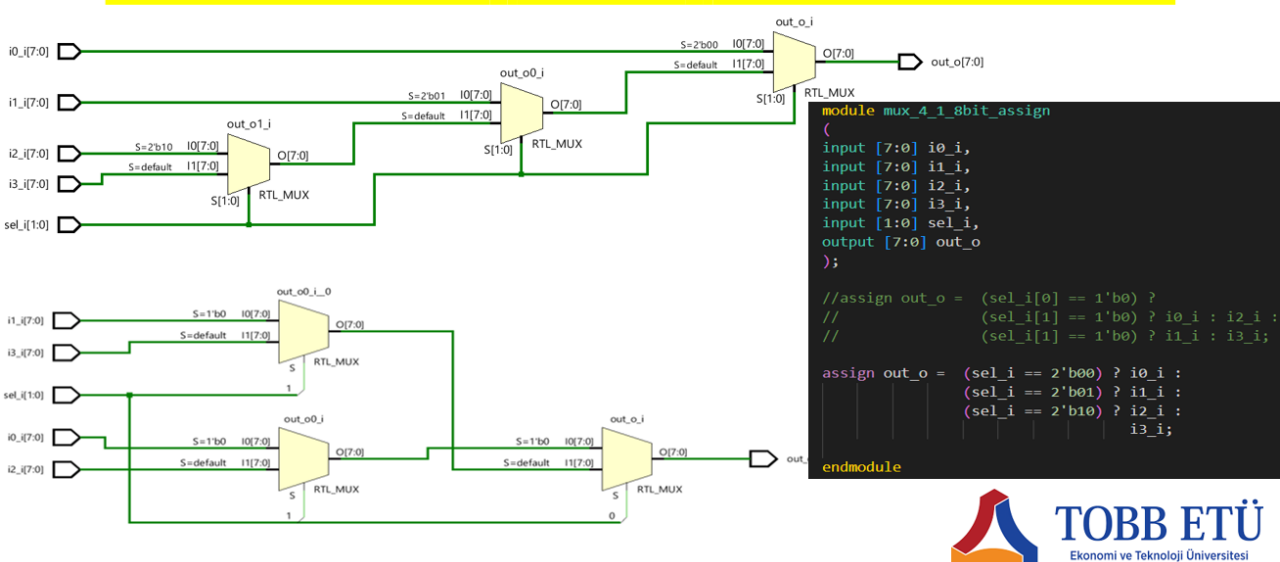 out_o_i
i0_i[7:0]
S=2'b00 I0[7:0]
O[7:0]
out_o[7:0]
S=default I1[7:0]
out_o0_i
S[1:0]
RTL_MUX
i1_i[7:0]
S=2'b01 I0[7:0]
O[7:0]
S=default I1[7:0]
out_o1_i
S[1:0]
RTL_MUX
i2_i[7:0]
S=2'b10 I0[7:0]
O[7:0]
i3_i[7:0]
S=default I1[7:0]
S[1:0]
RTL_MUX
sel_i[1:0]
out_o0_i__0
i1_i[7:0]
S=1'b0 I0[7:0]
O[7:0]
i3_i[7:0]
S=default I1[7:0]
S
RTL_MUX
1
sel_i[1:0]
out_o0_i
i0_i[7:0]
S=1'b0 I0[7:0]
O[7:0]
i2_i[7:0]
S=default I1[7:0]
S
RTL_MUX
1
out_o_i
S=1'b0 I0[7:0]
O[7:0]
S=default I1[7:0]
S
RTL_MUX
0
module mux_4_1_8bit_assign
(
input [7:0] i0_i,
input [7:0] i1_i,
input [7:0] i2_i,
input [7:0] i3_i,
input [1:0] sel_i,
output [7:0] out_o
);
//assign out_o = (sel_i[0] == 1'b0) ?
// (sel_i[1] == 1'b0) ? i0_i : i2_i :
// (sel_i[1] == 1'b0) ? i1_i : i3_i;
assign out_o = (sel_i == 2'b00) ? i0_i :
(sel_i == 2'b01) ? i1_i :
(sel_i == 2'b10) ? i2_i :
i3_i;
endmodule
TOBB ETÜ
Ekonomi ve Teknoloji Üniversitesi